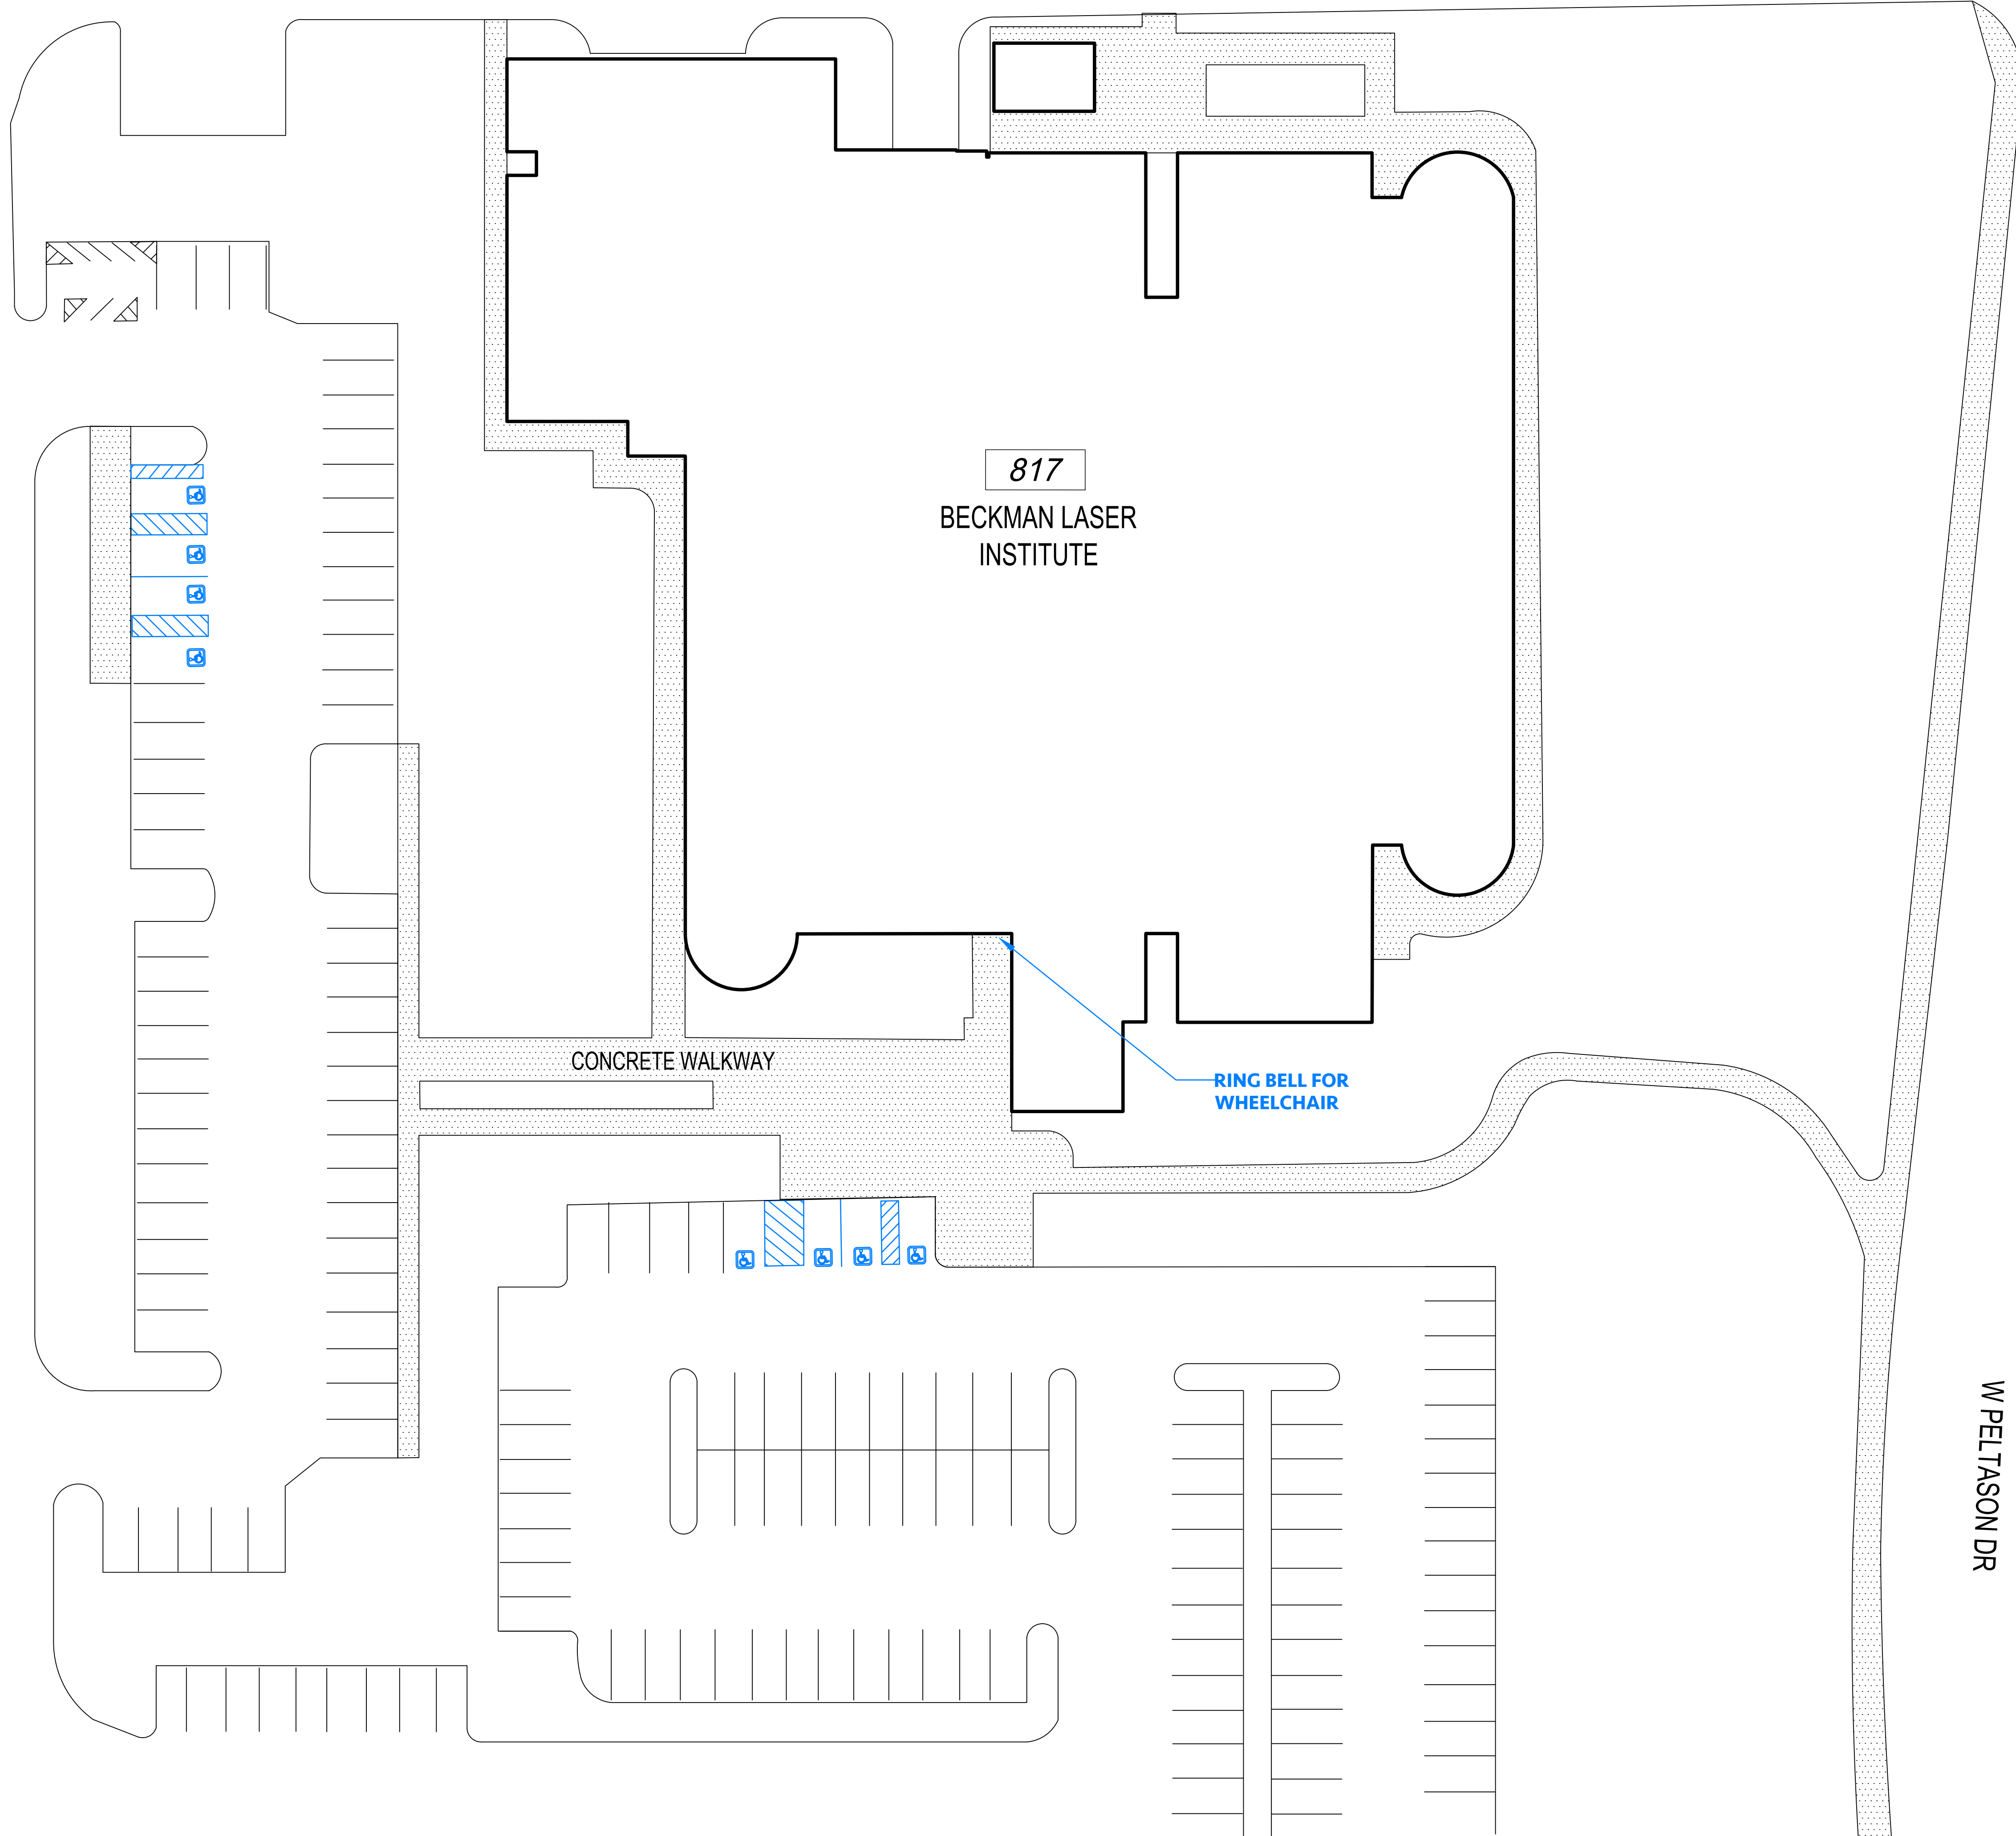 817
BECKMAN LASER
INSTITUTE
CONCRETE WALKWAY
RING BELL FOR
WHEELCHAIR
W PELTASON DR